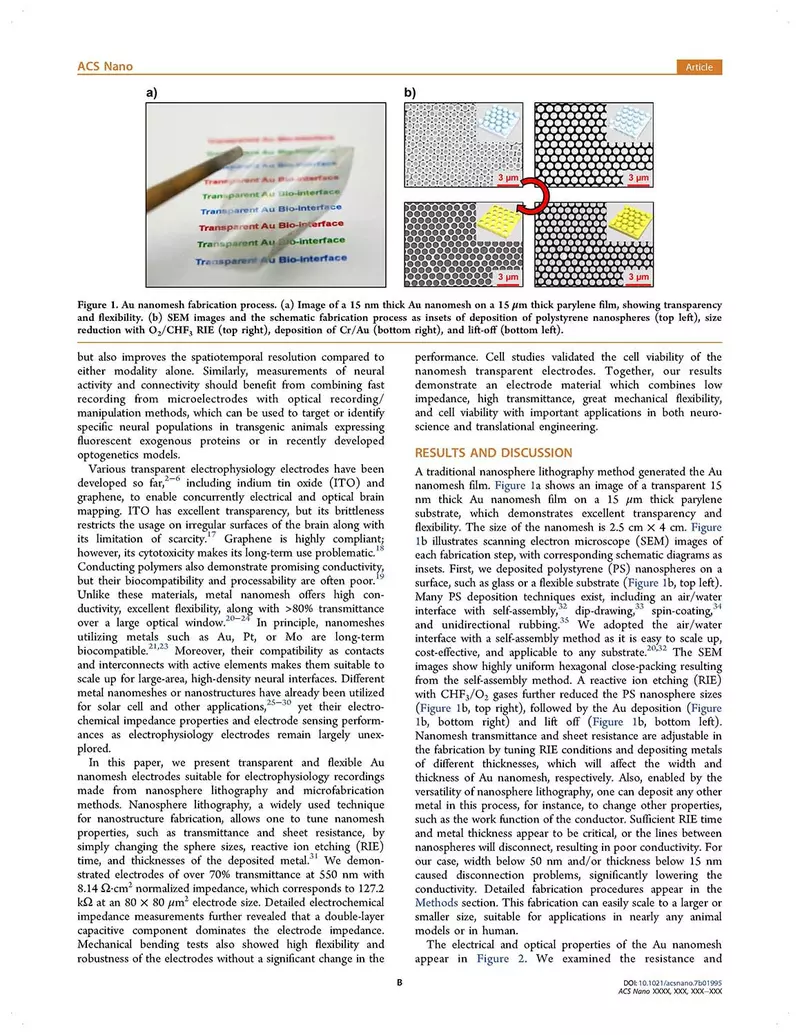 ACS Nano
Article
a)
b)
Transparent Au Bio-interface
Transparent Au Bio-interface
Transparent Au Bio-interface
Transparent Au Bio-interface
Transparent Au Bio-interface
Transparent Au Bio-interface
Transparent Au Bio-interface
3 μm
3 μm
3 μm
3 μm
Figure 1. Au nanomesh fabrication process. (a) Image of a 15 nm thick Au nanomesh on a 15 μm thick parylene film, showing transparency
and flexibility. (b) SEM images and the schematic fabrication process as insets of deposition of polystyrene nanospheres (top left), size
reduction with O2/CHF3 RIE (top right), deposition of Cr/Au (bottom right), and lift-off (bottom left).
but also improves the spatiotemporal resolution compared to
either modality alone. Similarly, measurements of neural
activity and connectivity should benefit from combining fast
recording from microelectrodes with optical recording/
manipulation methods, which can be used to target or identify
specific neural populations in transgenic animals expressing
fluorescent exogenous proteins or in recently developed
optogenetics models.
Various transparent electrophysiology electrodes have been
developed so far,2−6 including indium tin oxide (ITO) and
graphene, to enable concurrently electrical and optical brain
mapping. ITO has excellent transparency, but its brittleness
restricts the usage on irregular surfaces of the brain along with
its limitation of scarcity.17 Graphene is highly compliant;
however, its cytotoxicity makes its long-term use problematic.18
Conducting polymers also demonstrate promising conductivity,
but their biocompatibility and processability are often poor.19
Unlike these materials, metal nanomesh offers high con-
ductivity, excellent flexibility, along with >80% transmittance
over a large optical window.20−24 In principle, nanomeshes
utilizing metals such as Au, Pt, or Mo are long-term
biocompatible.21,23 Moreover, their compatibility as contacts
and interconnects with active elements makes them suitable to
scale up for large-area, high-density neural interfaces. Different
metal nanomeshes or nanostructures have already been utilized
for solar cell and other applications,25−30 yet their electro-
chemical impedance properties and electrode sensing perform-
ances as electrophysiology electrodes remain largely unex-
plored.
In this paper, we present transparent and flexible Au
nanomesh electrodes suitable for electrophysiology recordings
made from nanosphere lithography and microfabrication
methods. Nanosphere lithography, a widely used technique
for nanostructure fabrication, allows one to tune nanomesh
properties, such as transmittance and sheet resistance, by
simply changing the sphere sizes, reactive ion etching (RIE)
time, and thicknesses of the deposited metal.31 We demon-
strated electrodes of over 70% transmittance at 550 nm with
8.14 Ω·cm2 normalized impedance, which corresponds to 127.2
kΩ at an 80 × 80 μm2 electrode size. Detailed electrochemical
impedance measurements further revealed that a double-layer
capacitive component dominates the electrode impedance.
Mechanical bending tests also showed high flexibility and
robustness of the electrodes without a significant change in the
performance. Cell studies validated the cell viability of the
nanomesh transparent electrodes. Together, our results
demonstrate an electrode material which combines low
impedance, high transmittance, great mechanical flexibility,
and cell viability with important applications in both neuro-
science and translational engineering.
RESULTS AND DISCUSSION
A traditional nanosphere lithography method generated the Au
nanomesh film. Figure 1a shows an image of a transparent 15
nm thick Au nanomesh film on a 15 μm thick parylene
substrate, which demonstrates excellent transparency and
flexibility. The size of the nanomesh is 2.5 cm × 4 cm. Figure
1b illustrates scanning electron microscope (SEM) images of
each fabrication step, with corresponding schematic diagrams as
insets. First, we deposited polystyrene (PS) nanospheres on a
surface, such as glass or a flexible substrate (Figure 1b, top left).
Many PS deposition techniques exist, including an air/water
interface with self-assembly,32 dip-drawing,33 spin-coating,34
and unidirectional rubbing.35 We adopted the air/water
interface with a self-assembly method as it is easy to scale up,
cost-effective, and applicable to any substrate.20,32 The SEM
images show highly uniform hexagonal close-packing resulting
from the self-assembly method. A reactive ion etching (RIE)
with CHF3/O2 gases further reduced the PS nanosphere sizes
(Figure 1b, top right), followed by the Au deposition (Figure
1b, bottom right) and lift off (Figure 1b, bottom left).
Nanomesh transmittance and sheet resistance are adjustable in
the fabrication by tuning RIE conditions and depositing metals
of different thicknesses, which will affect the width and
thickness of Au nanomesh, respectively. Also, enabled by the
versatility of nanosphere lithography, one can deposit any other
metal in this process, for instance, to change other properties,
such as the work function of the conductor. Sufficient RIE time
and metal thickness appear to be critical, or the lines between
nanospheres will disconnect, resulting in poor conductivity. For
our case, width below 50 nm and/or thickness below 15 nm
caused disconnection problems, significantly lowering the
conductivity. Detailed fabrication procedures appear in the
Methods section. This fabrication can easily scale to a larger or
smaller size, suitable for applications in nearly any animal
models or in human.
The electrical and optical properties of the Au nanomesh
appear in Figure 2. We examined the resistance and
B
DOI: 10.1021/acsnano.7b01995
ACS Nano XXXX, XXX, XXX−XXX